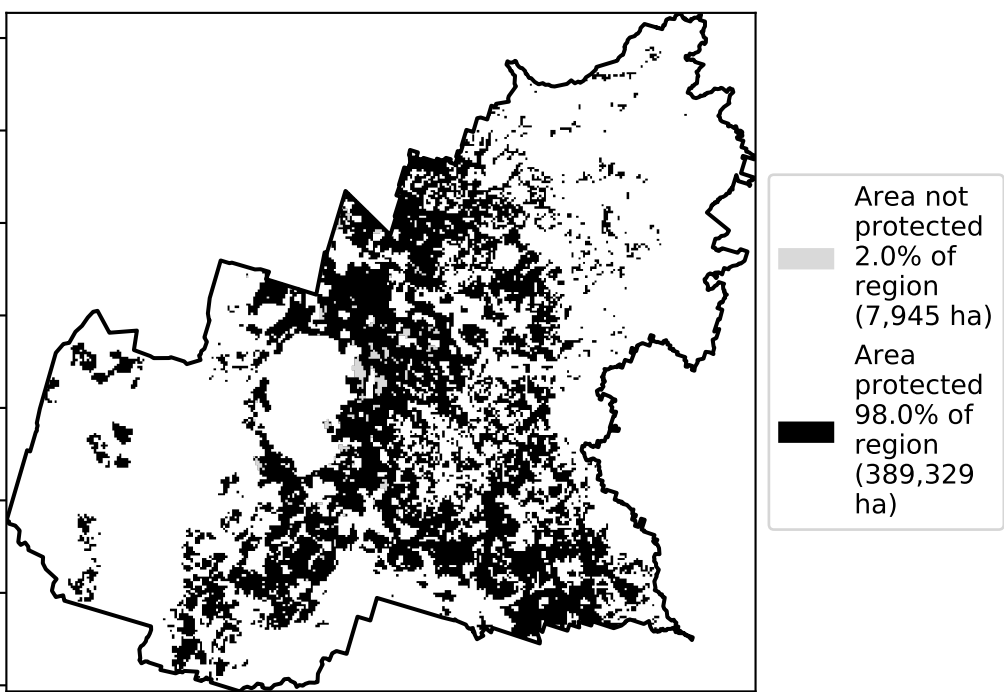 Area not
protected
2.0% of
region
(7,945 ha)
Area
protected
98.0% of
region
(389,329
ha)